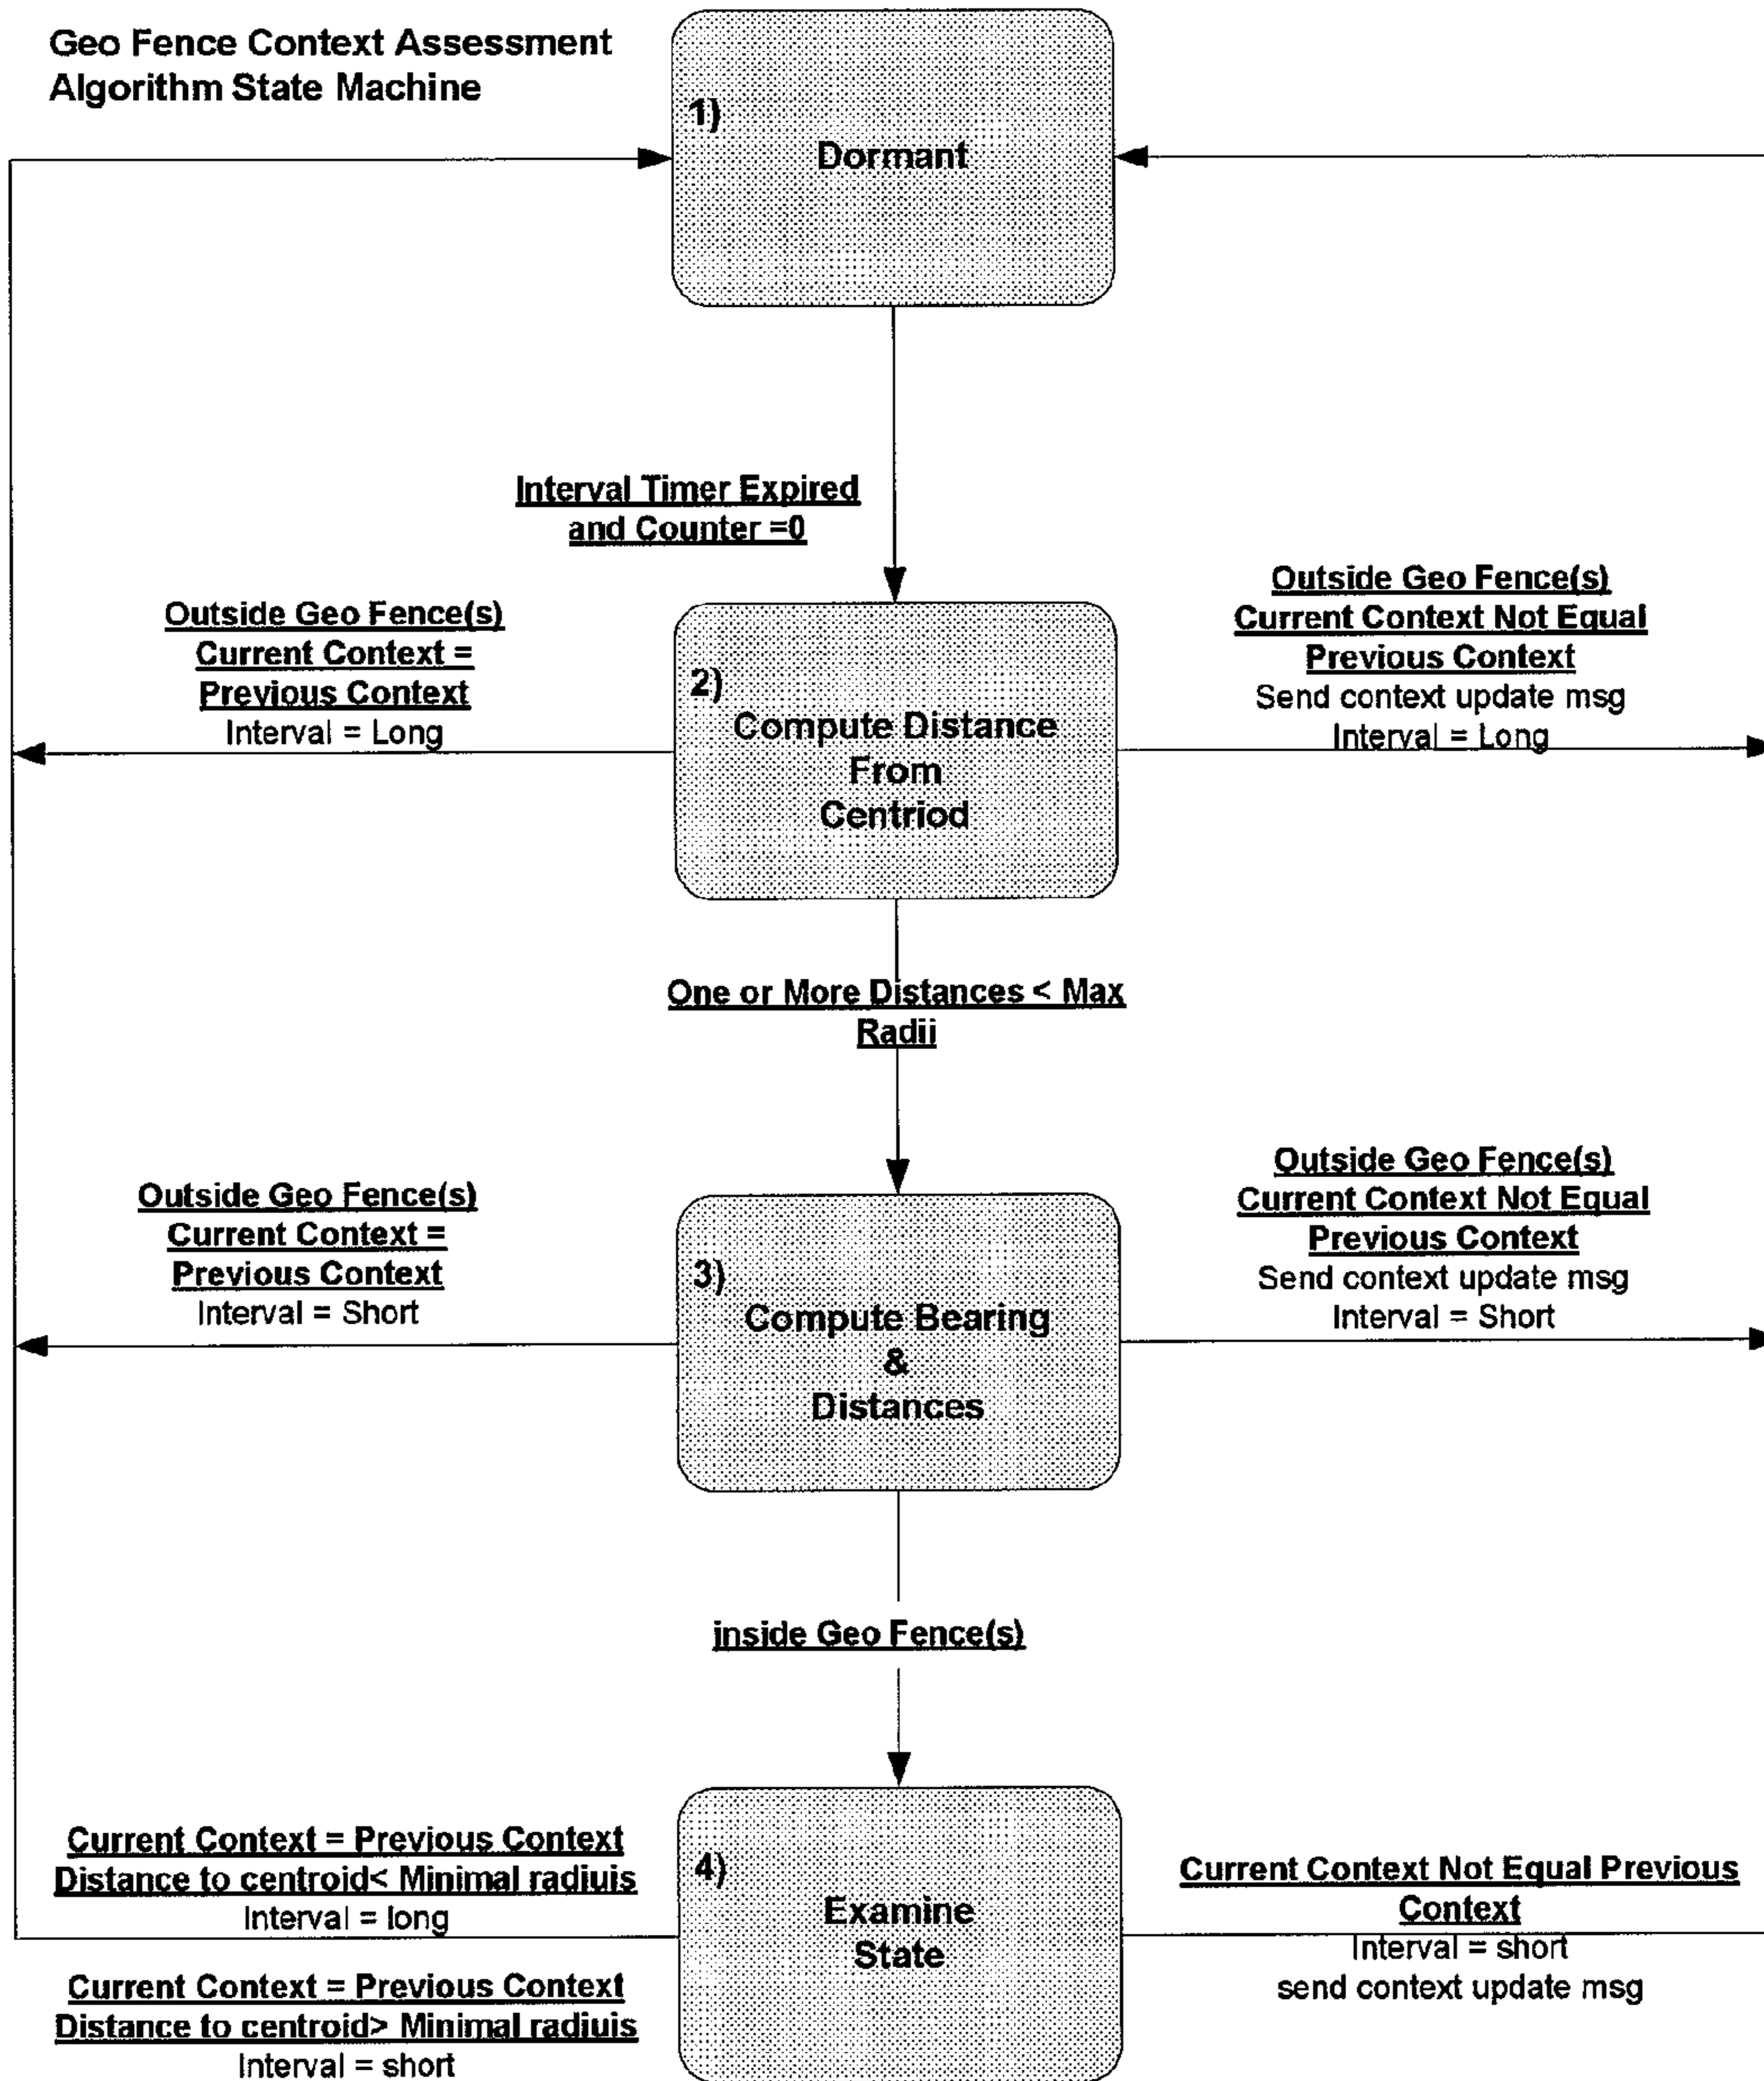 Geo Fence Context Assessment
Algorithm State Machine
1)
Dormant
Interval Timer Expired
and Counter =0
Outside Geo Fence(s)
Current Context =
Previous Context
Interval = Long
2)
Compute Distance
From
Centriod
Outside Geo Fence(s)
Current Context Not Equal
Previous Context
Send context update msg
Interval = Long
One or More Distances < Max
Radii
Outside Geo Fence(s)
Current Context =
Previous Context
Interval = Short
3)
Compute Bearing
&
Distances
Outside Geo Fence(s)
Current Context Not Equal
Previous Context
Send context update msg
Interval = Short
inside Geo Fence(s)
Current Context = Previous Context
Distance to centroid< Minimal radiuis
Interval = long
Current Context = Previous Context
Distance to centroid> Minimal radiuis
Interval = short
4)
Examine
State
Current Context Not Equal Previous
Context
Interval = short
send context update msg